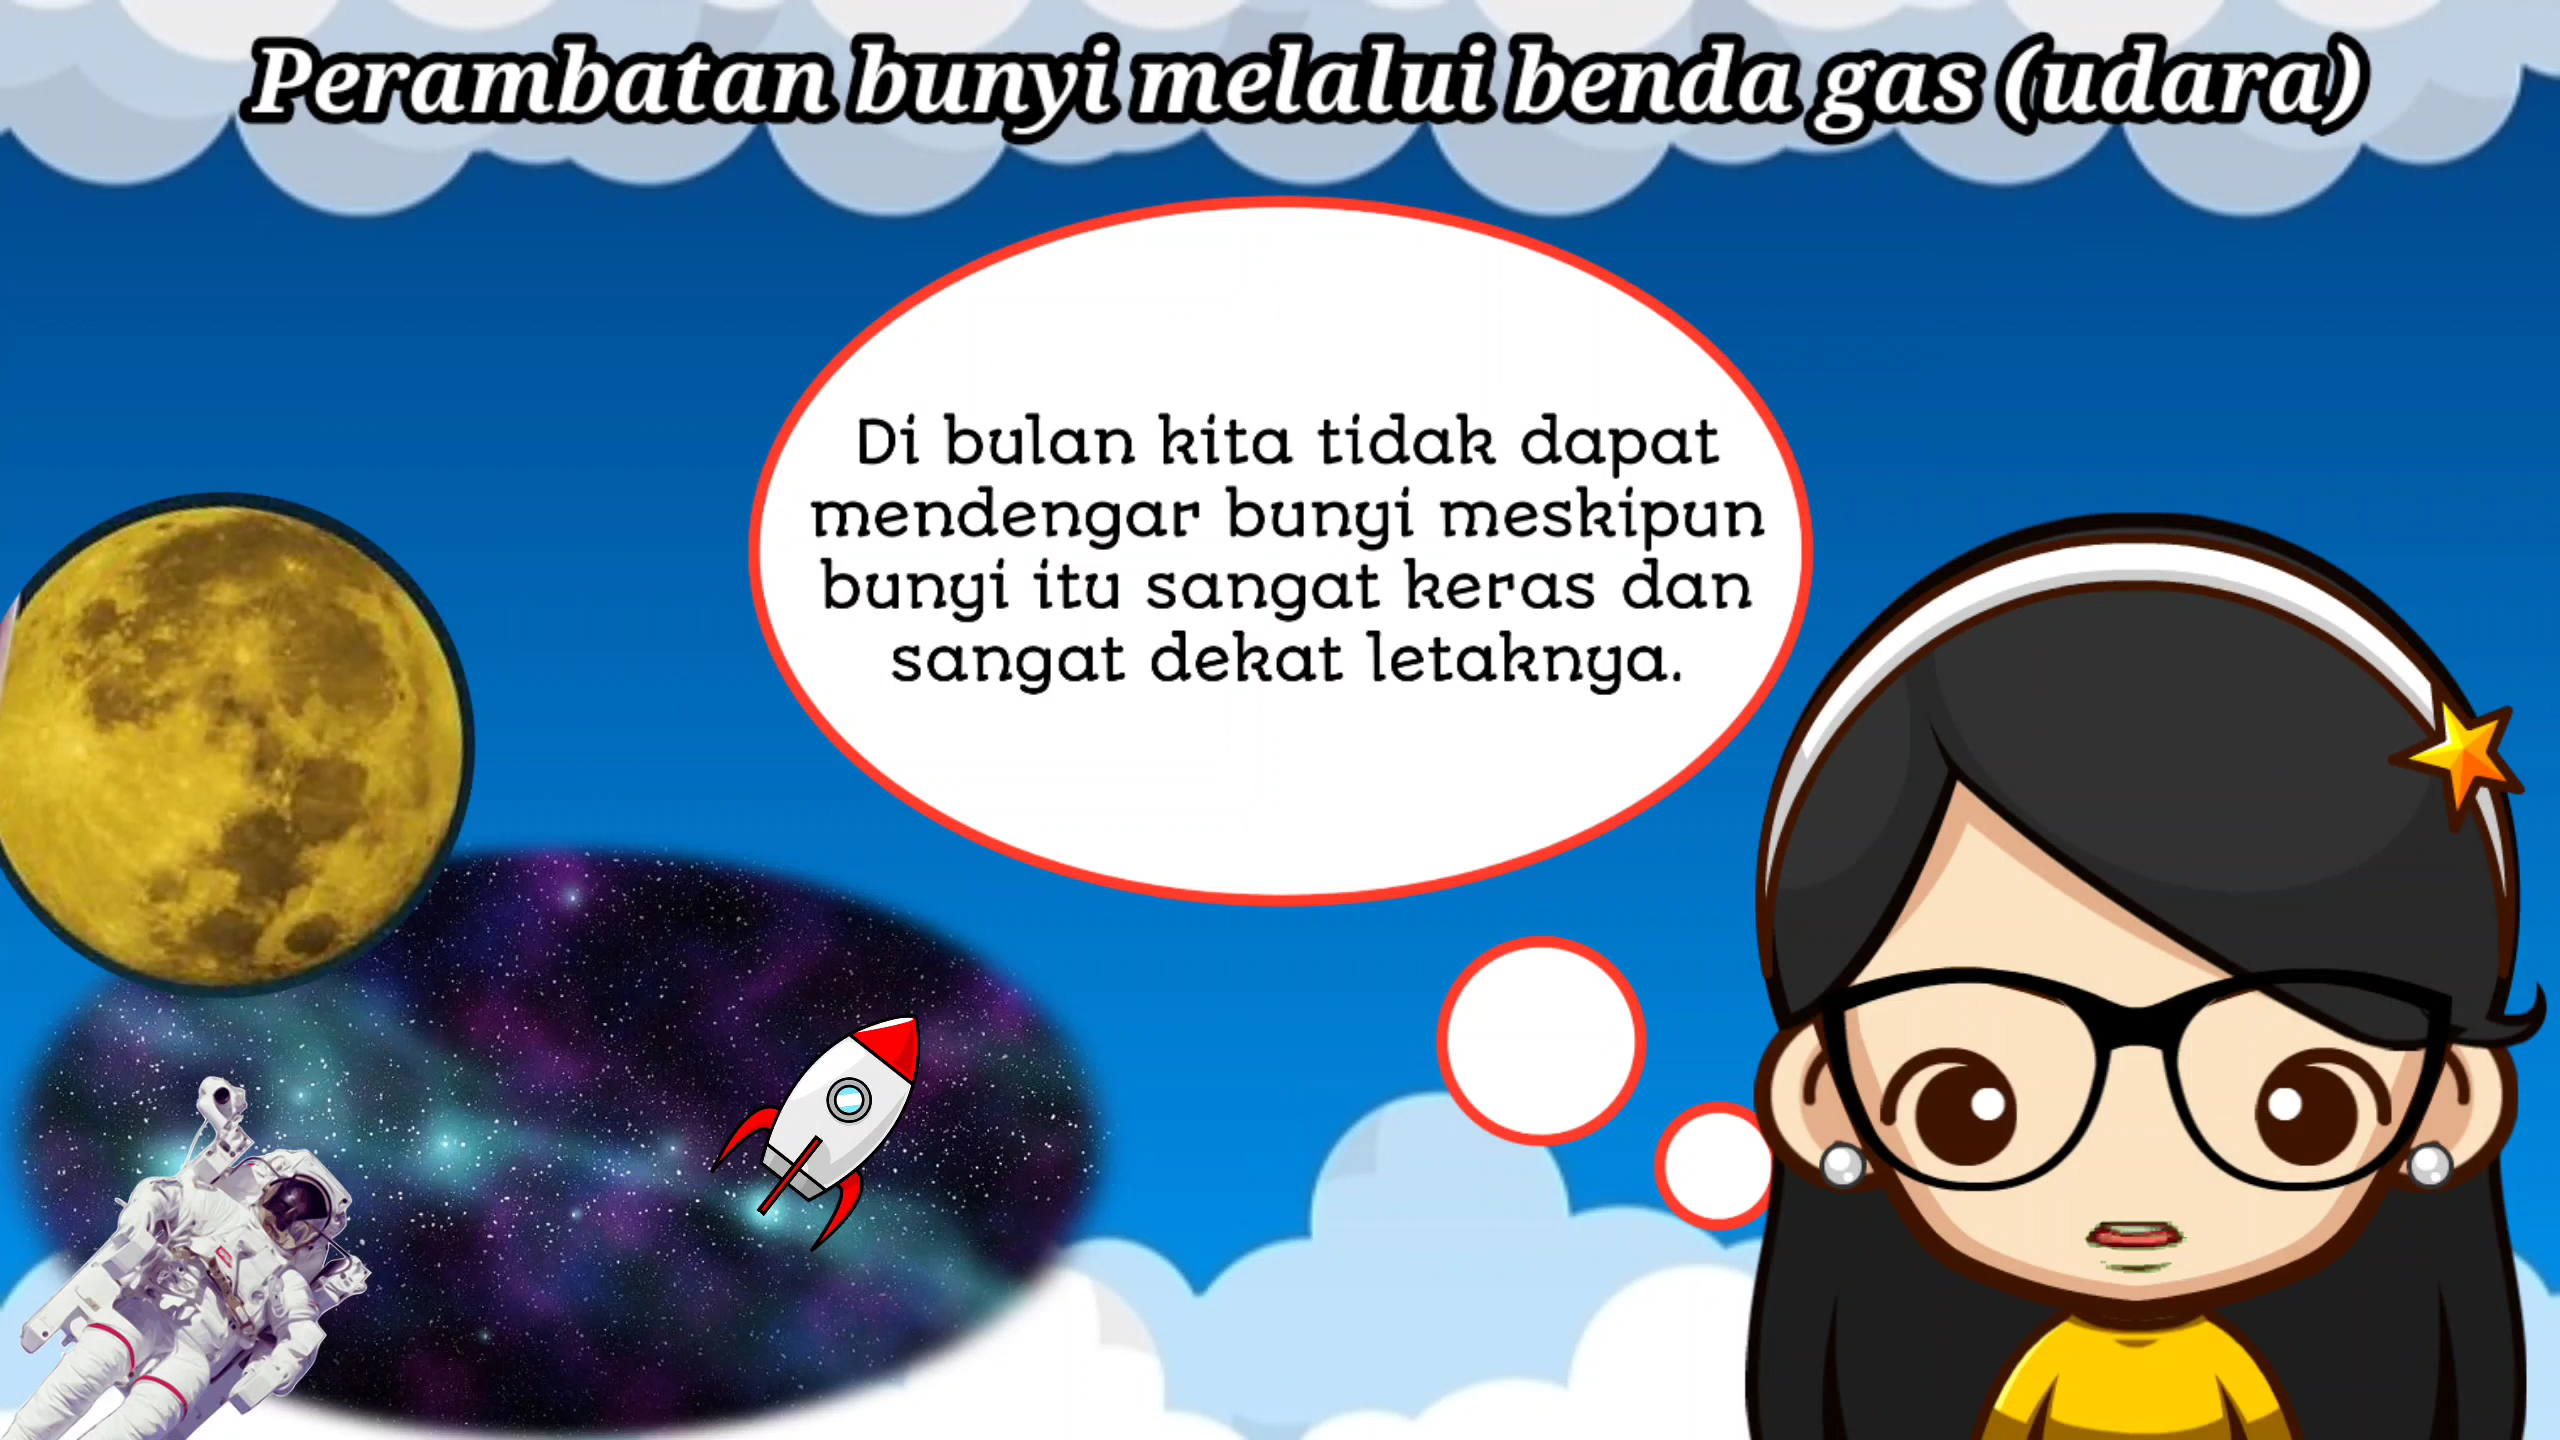 Perambatan bunyi melalui benda gas (udara)
Di bulan kita tidak dapat
mendengar bunyi meskipun
bunyi itu sangat keras dan
sangat dekat letaknya.